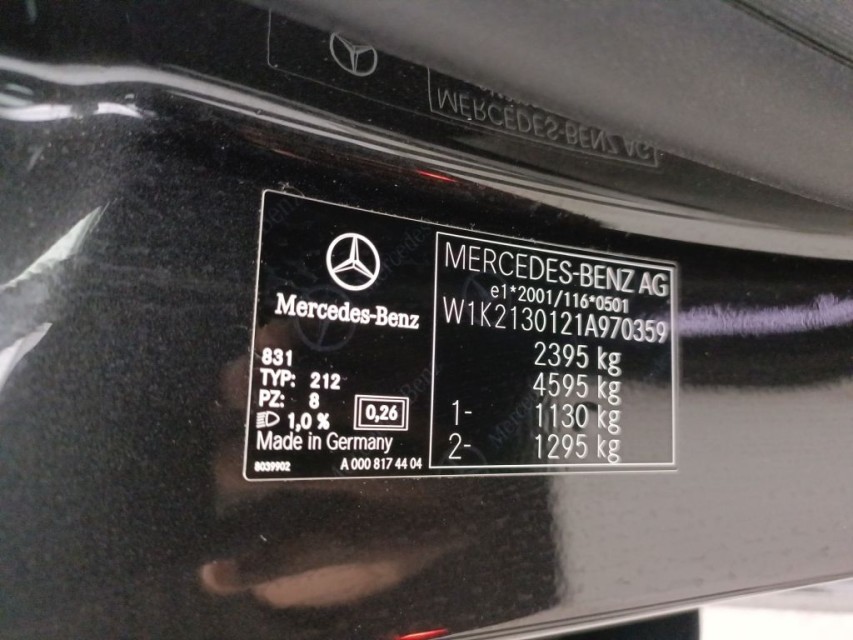 Mercedes-Benz
831
TYP: 212
PZ: 8
1,0 %
0,26
Made in Germany
8039902
A 000 817 44 04
MERCEDES-BENZ AG
e1*2001/116*0501
W1K2130121A970359
2395 kg
4595 kg
1- 1130 kg
2- 1295 kg
MERCEDES-BENZ AG